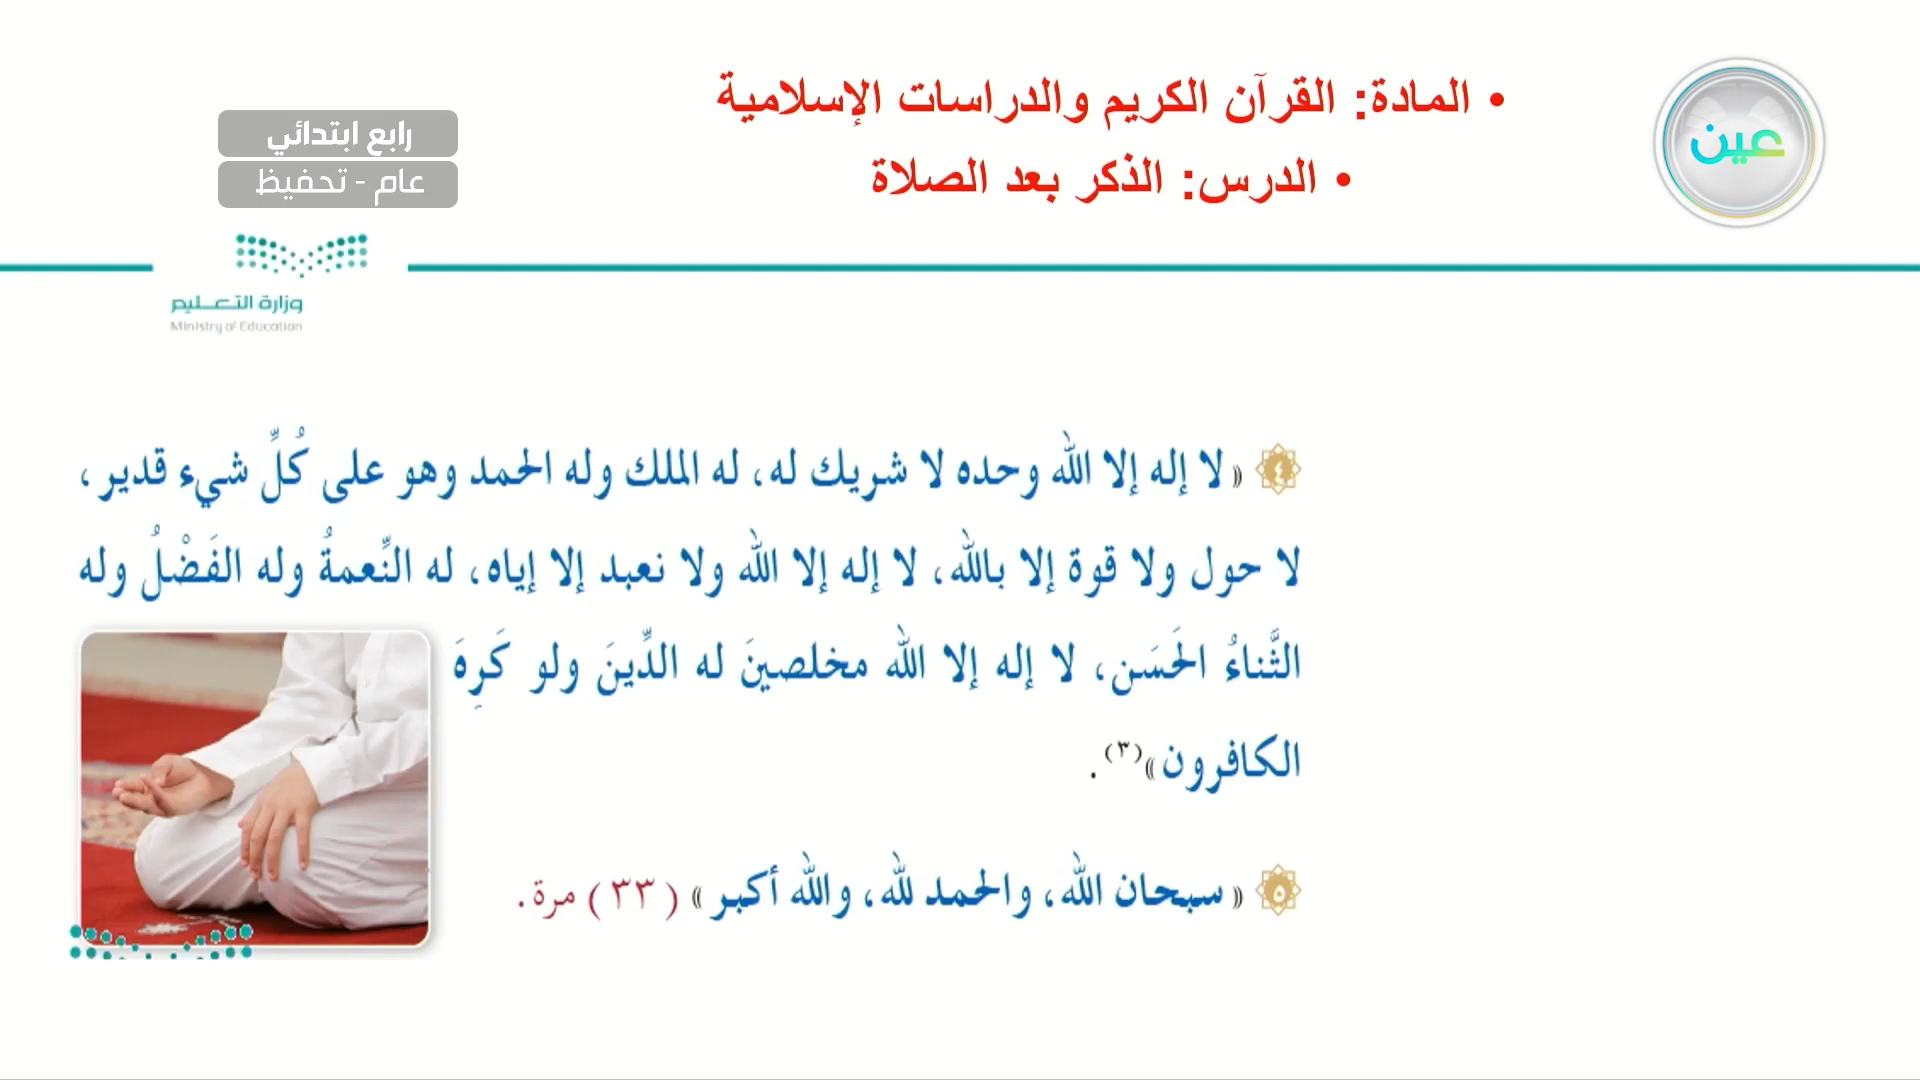 • المادة: القرآن الكريم والدراسات الإسلامية
• الدرس: الذكر بعد الصلاة
عين
رابع ابتدائي
عام - تحفيظ
وزارة التعـــليم
Ministry of Education
٤ « لا إله إلا الله وحده لا شريك له، له الملك وله الحمد وهو على كُلِّ شيء قدير،
لا حول ولا قوة إلا بالله، لا إله إلا الله ولا نعبد إلا إياه، له النِّعمةُ وله الفَضْلُ وله
الثَّناءُ الحَسَن، لا إله إلا الله مخلصينَ له الدِّينَ ولو كَرِهَ
الكافرون»(٣).
٥ « سبحان الله، والحمد لله، والله أكبر » ( ٣٣ ) مرة.